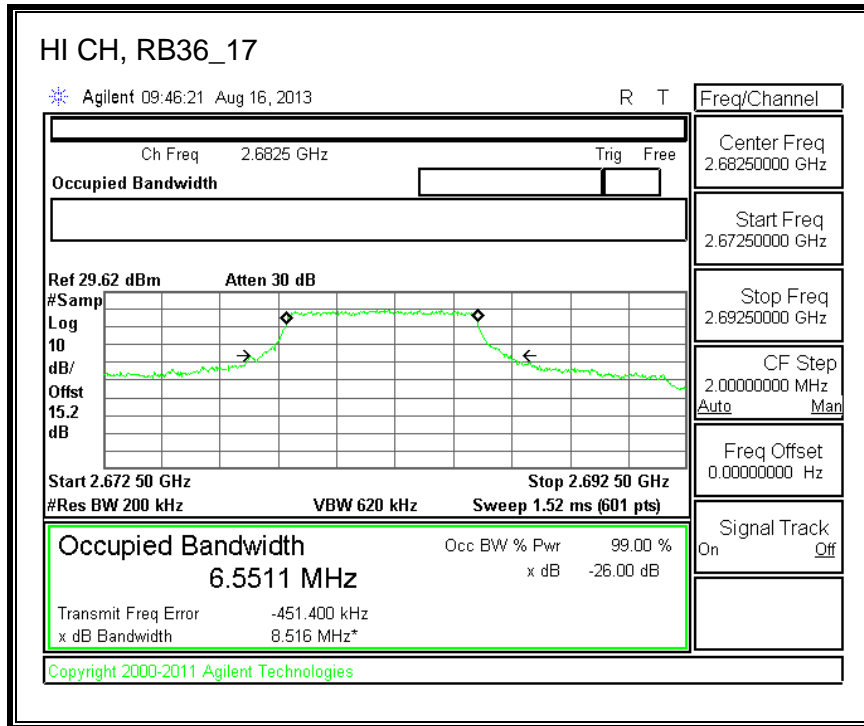 HI CH, RB36_17
Agilent 09:46:21 Aug 16, 2013 R T
Freq/Channel
Ch Freq 2.6825 GHz Trig Free
Occupied Bandwidth
Center Freq
2.68250000 GHz
Start Freq
2.67250000 GHz
Stop Freq
2.69250000 GHz
CF Step
2.00000000 MHz
Auto Man
Freq Offset
0.00000000 Hz
Signal Track
On Off
Ref 29.62 dBm Atten 30 dB
#Samp
Log
10
dB/
Offst
15.2
dB
Start 2.672 50 GHz Stop 2.692 50 GHz
#Res BW 200 kHz VBW 620 kHz Sweep 1.52 ms (601 pts)
Occupied Bandwidth Occ BW % Pwr 99.00 %
6.5511 MHz x dB -26.00 dB
Transmit Freq Error -451.400 kHz
x dB Bandwidth 8.516 MHz*
Copyright 2000-2011 Agilent Technologies